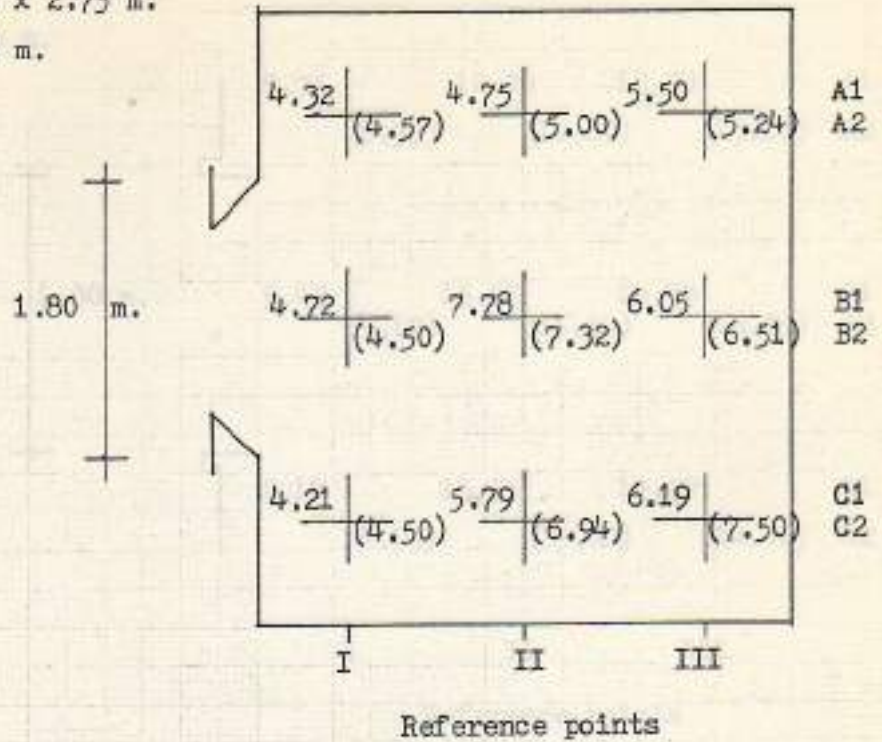 x 2.75 m.
m.
4.32 4.75 5.50 A1
(4.57) (5.00) (5.24) A2
1.80 m.
4.72 7.78 6.05 B1
(4.50) (7.32) (6.51) B2
4.21 5.79 6.19 C1
(4.50) (6.94) (7.50) C2
I II III
Reference points